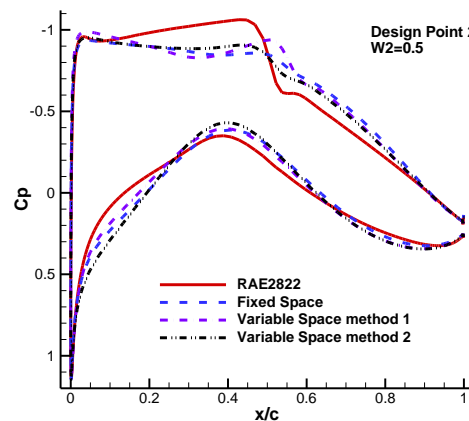 Design Point
W2=0.5
-1
-0.5
0
0.5
1
Cp
RAE2822
Fixed Space
Variable Space method 1
Variable Space method 2
0 0.2 0.4 0.6 0.8 1
x/c